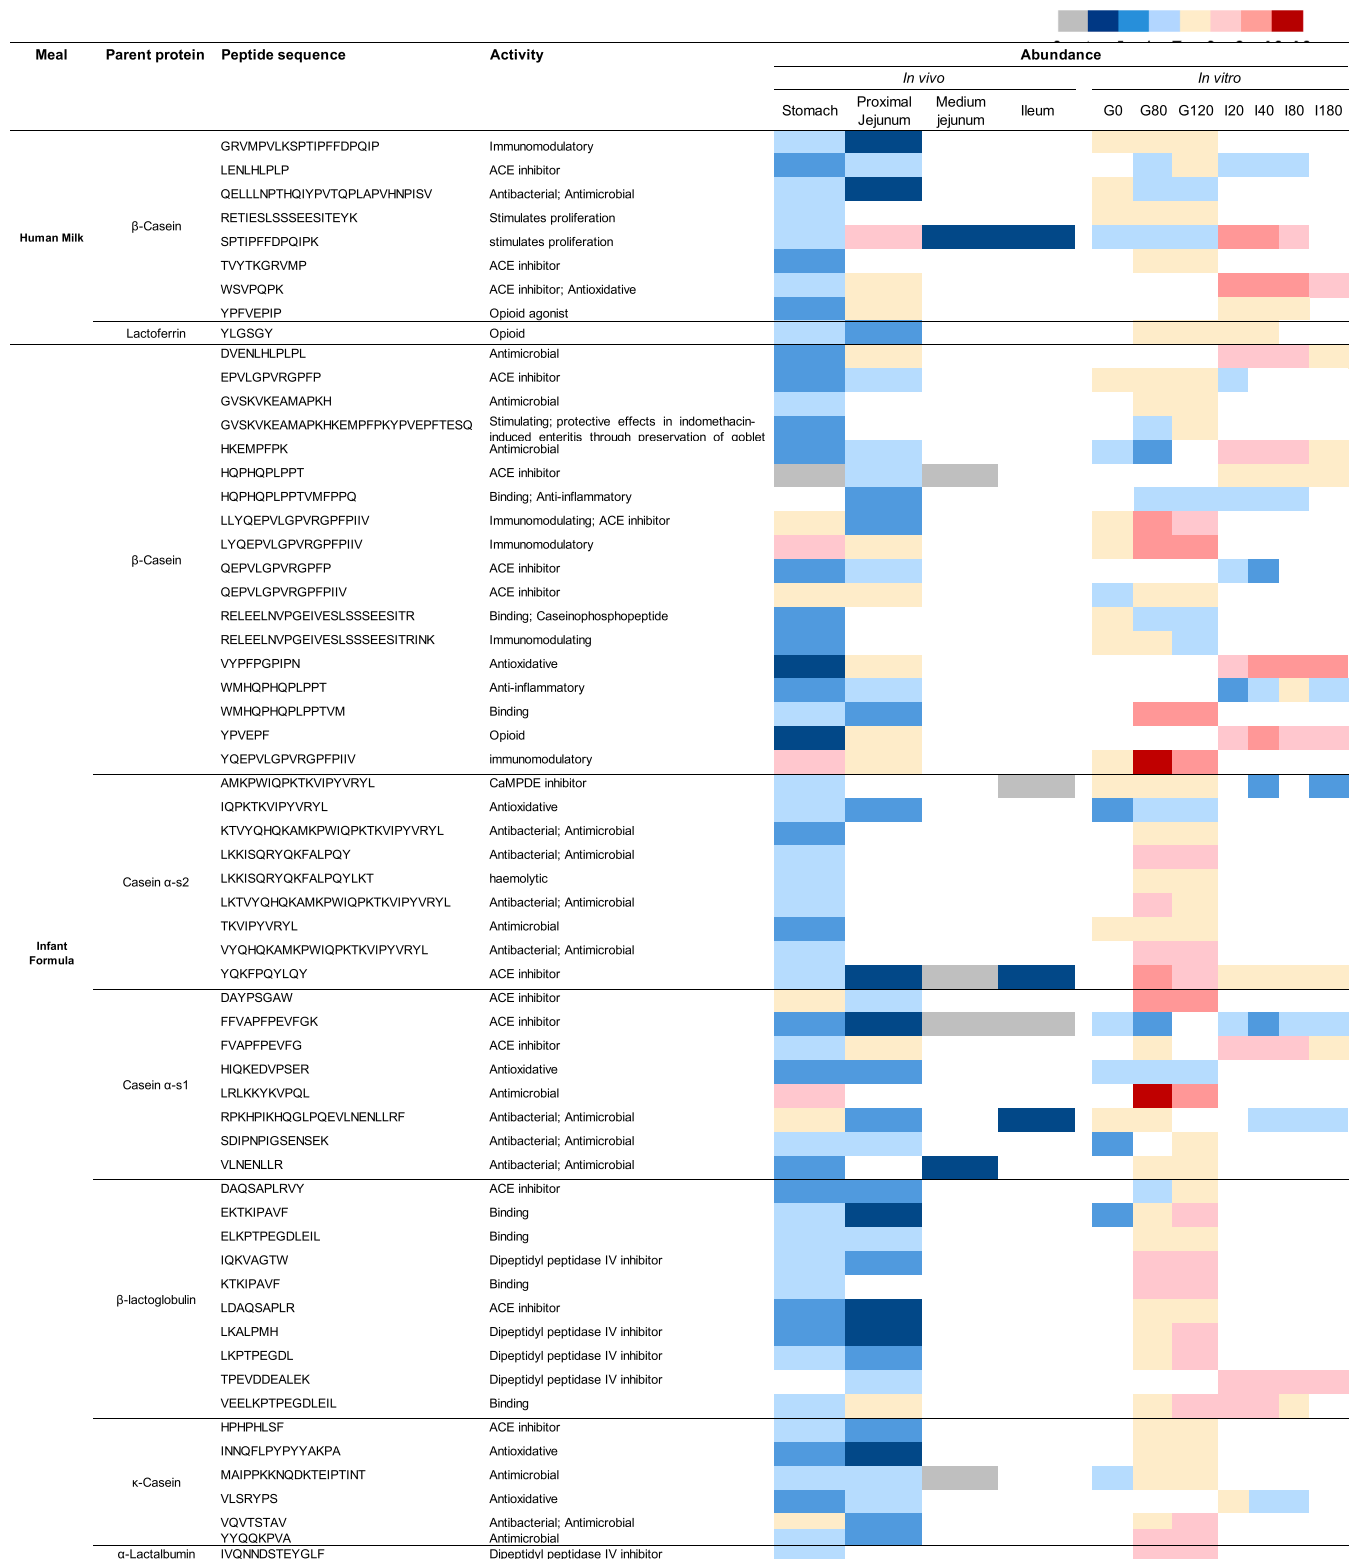 Meal Parent protein Peptide sequence Activity Abundance
In vivo In vitro
Stomach Proximal Jejunum Medium jejunum Ileum G0 G80 G120 I20 I40 I80 I180
GRVMPVLKSPTIPFFDPQIP Immunomodulatory
LENLHLPLP ACE inhibitor
QELLLNPTHQIYPVTQPLAPVHNPISV Antibacterial; Antimicrobial
β-Casein
RETIESLSSSEESITEYK Stimulates proliferation
Human Milk
SPTIPFFDPQIPK stimulates proliferation
TVYTKGRVMP ACE inhibitor
WSVPQPK ACE inhibitor; Antioxidative
YPFVEPIP Opioid agonist
Lactoferrin YLGSGY Opioid
DVENLHLPLPL Antimicrobial
EPVLGPVRGPFP ACE inhibitor
GVSKVKEAMAPKH Antimicrobial
GVSKVKEAMAPKHKEMPFPKYPVEPFTESQ Stimulating; protective effects in indomethacin-
induced enteritis through preservation of goblet
HKEMPFPK Antimicrobial
HQPHQPLPPT ACE inhibitor
HQPHQPLPPTVMFPPQ Binding; Anti-inflammatory
LLYQEPVLGPVRGPFPIIV Immunomodulating; ACE inhibitor
LYQEPVLGPVRGPFPIIV Immunomodulatory
β-Casein
QEPVLGPVRGPFP ACE inhibitor
QEPVLGPVRGPFPIIV ACE inhibitor
RELEELNVPGEIVESLSSSEESITR Binding; Caseinophosphopeptide
RELEELNVPGEIVESLSSSEESITRINK Immunomodulating
VYPFPGPIPN Antioxidative
WMHQPHQPLPPT Anti-inflammatory
WMHQPHQPLPPTVM Binding
YPVEPF Opioid
YQEPVLGPVRGPFPIIV immunomodulatory
AMKPWIQPKTKVIPYVRYL CaMPDE inhibitor
IQPKTKVIPYVRYL Antioxidative
KTVYQHQKAMKPWIQPKTKVIPYVRYL Antibacterial; Antimicrobial
LKKISQRYQKFALPQY Antibacterial; Antimicrobial
Casein α-s2
LKKISQRYQKFALPQYLKT haemolytic
LKTVYQHQKAMKPWIQPKTKVIPYVRYL Antibacterial; Antimicrobial
TKVIPYVRYL Antimicrobial
Infant
Formula
VYQHQKAMKPWIQPKTKVIPYVRYL Antibacterial; Antimicrobial
YQKFPQYLQY ACE inhibitor
DAYPSGAW ACE inhibitor
FFVAPFPEVFGK ACE inhibitor
FVAPFPEVFG ACE inhibitor
HIQKEDVPSER Antioxidative
Casein α-s1
LRLKKYKVPQL Antimicrobial
RPKHPIKHQGLPQEVLNENLLRF Antibacterial; Antimicrobial
SDIPNPIGSENSEK Antibacterial; Antimicrobial
VLNENLLR Antibacterial; Antimicrobial
DAQSAPLRVY ACE inhibitor
EKTKIPAVF Binding
ELKPTPEGDLEIL Binding
IQKVAGTW Dipeptidyl peptidase IV inhibitor
KTKIPAVF Binding
β-lactoglobulin
LDAQSAPLR ACE inhibitor
LKALPMH Dipeptidyl peptidase IV inhibitor
LKPTPEGDL Dipeptidyl peptidase IV inhibitor
TPEVDDEALEK Dipeptidyl peptidase IV inhibitor
VEELKPTPEGDLEIL Binding
HPHPHLSF ACE inhibitor
INNQFLPYPYYAKPA Antioxidative
κ-Casein MAIPPKKNQDKTEIPTINT Antimicrobial
VLSRYPS Antioxidative
VQVTSTAV Antibacterial; Antimicrobial
YYQQKPVA Antimicrobial
α-Lactalbumin IVQNNDSTEYGLF Dipeptidyl peptidase IV inhibitor